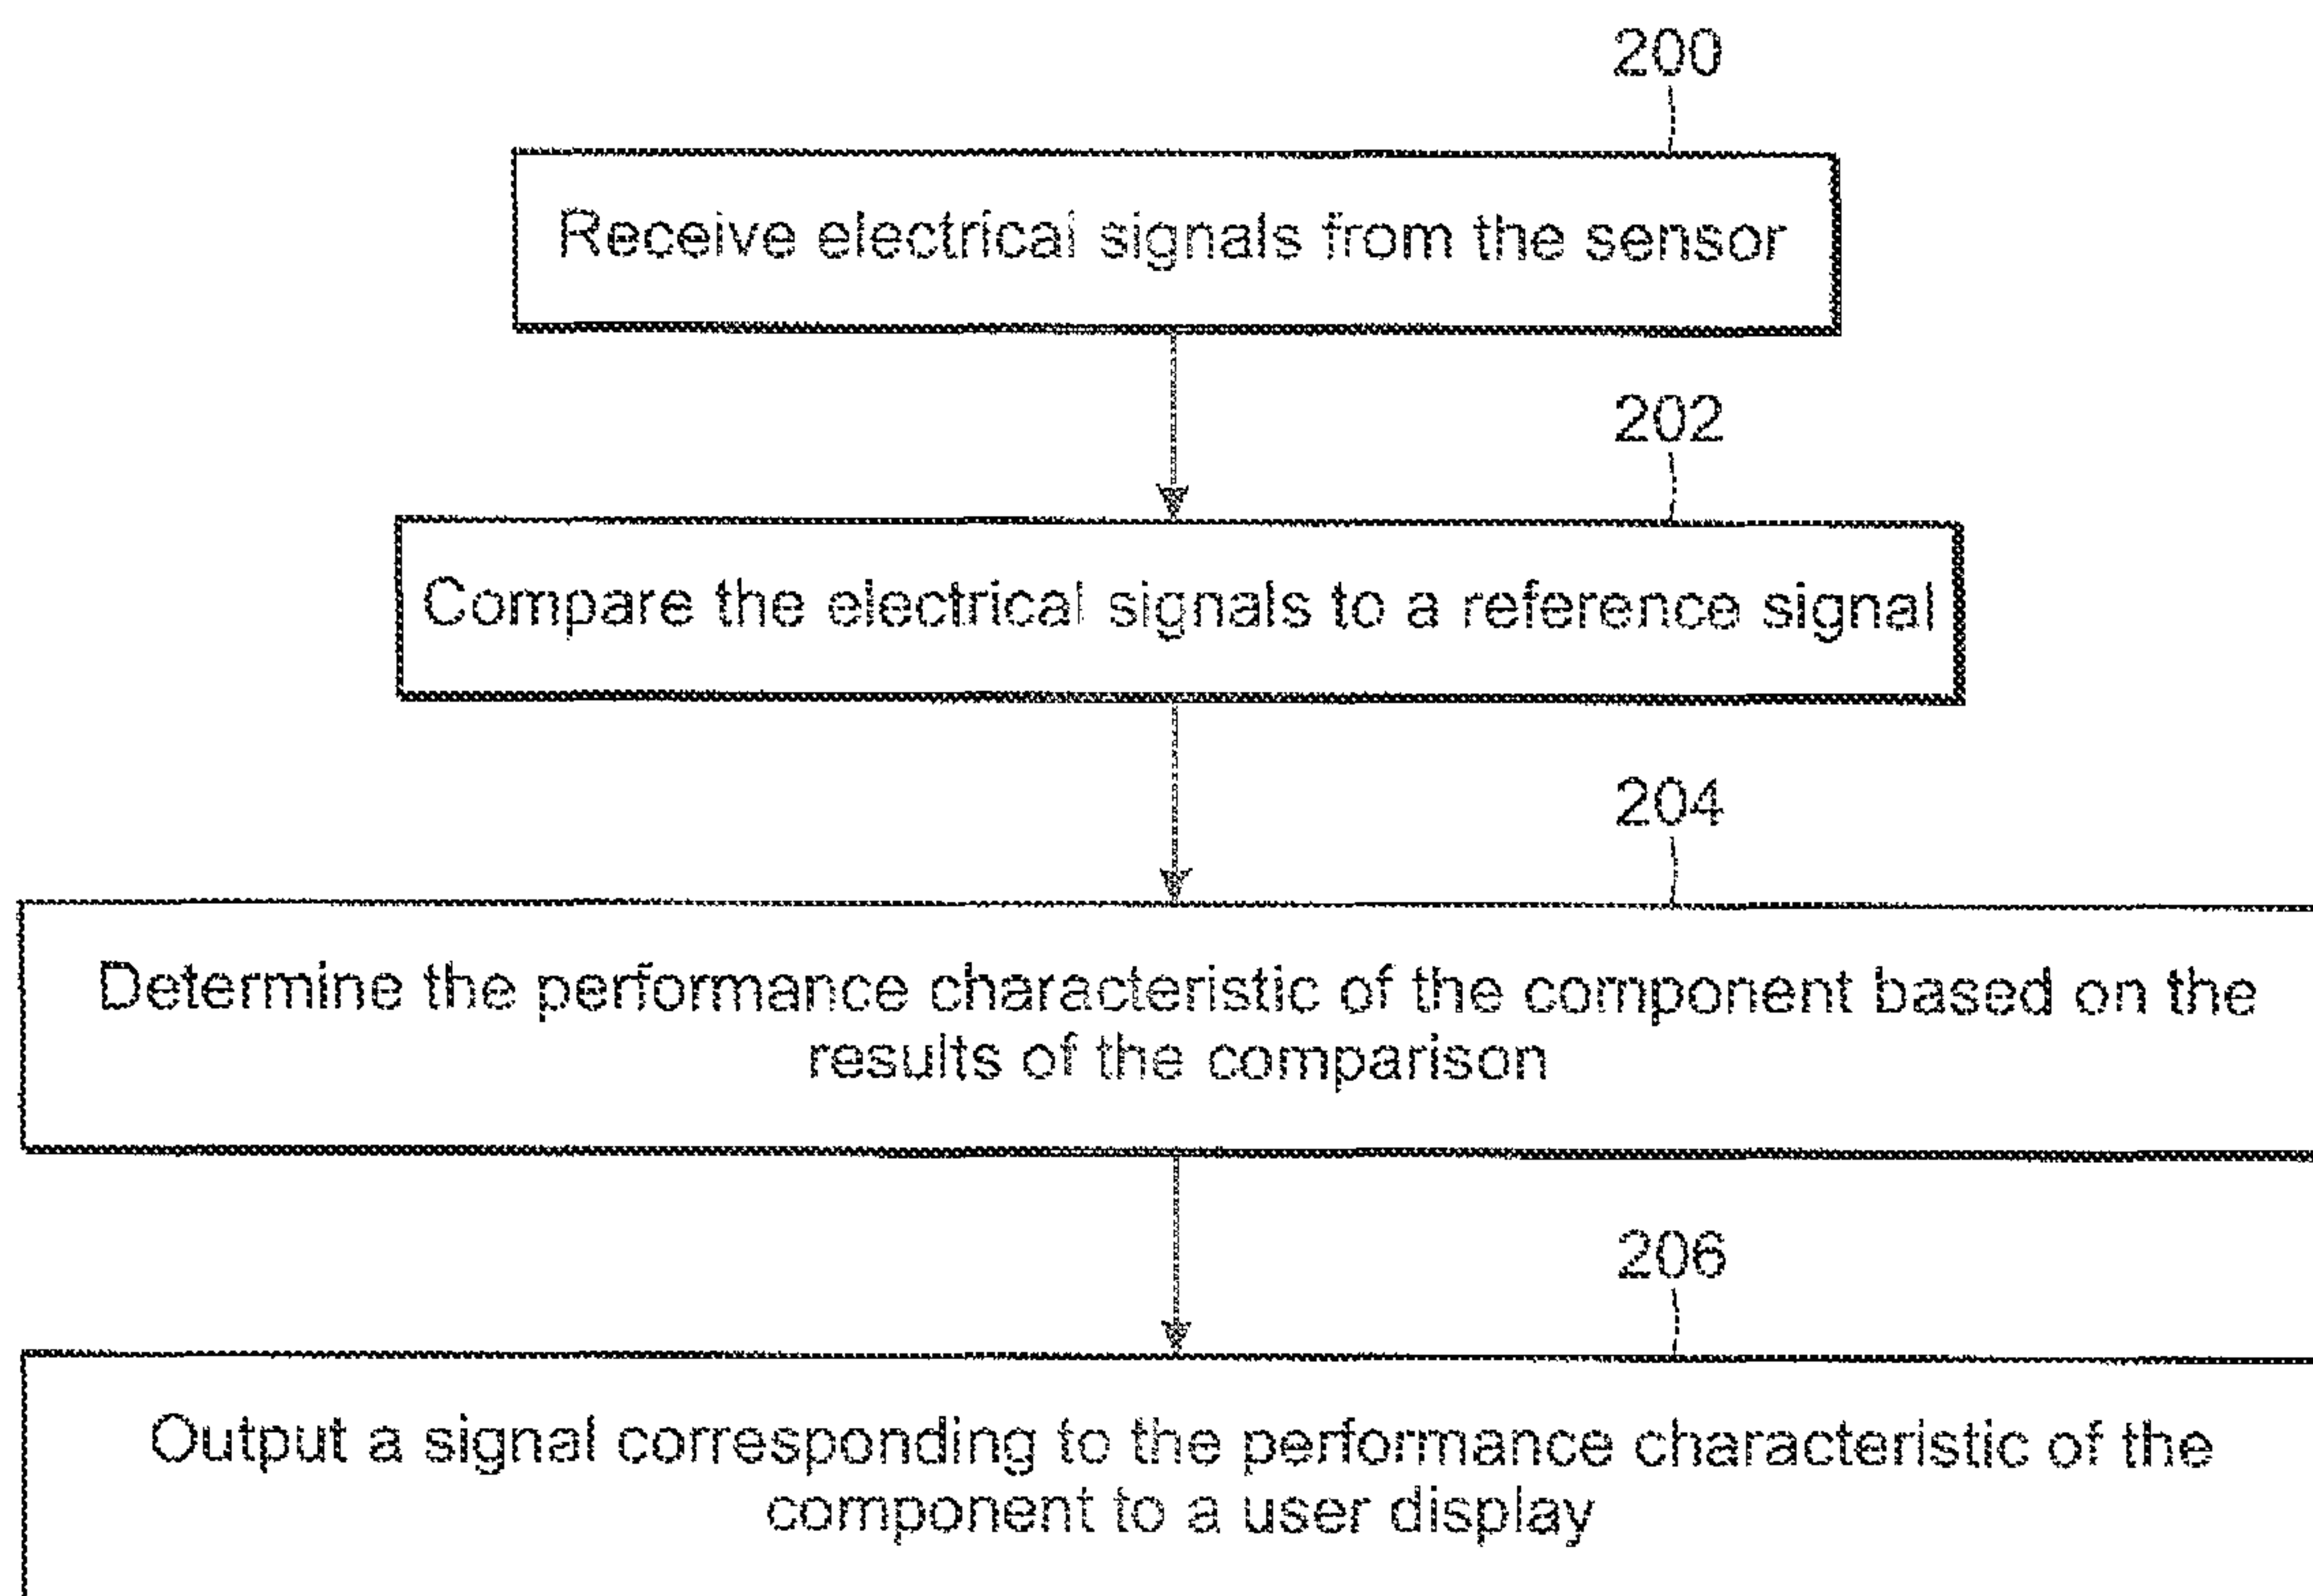 200
Receive electrical signals from the sensor
202
Compare the electrical signals to a reference signal
204
Determine the performance characteristic of the component based on the
results of the comparison
206
Output a signal corresponding to the performance characteristic of the
component to a user display